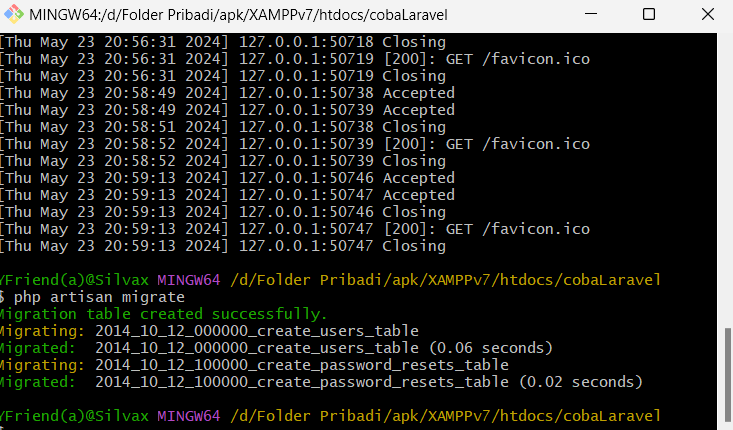 MINGW64:/d/Folder Pribadi/apk/XAMPPv7/htdocs/cobaLaravel
[Thu May 23 20:56:31 2024] 127.0.0.1:50718 Closing
[Thu May 23 20:56:31 2024] 127.0.0.1:50719 [200]: GET /favicon.ico
[Thu May 23 20:56:31 2024] 127.0.0.1:50719 Closing
[Thu May 23 20:58:49 2024] 127.0.0.1:50738 Accepted
[Thu May 23 20:58:49 2024] 127.0.0.1:50739 Accepted
[Thu May 23 20:58:51 2024] 127.0.0.1:50738 Closing
[Thu May 23 20:58:52 2024] 127.0.0.1:50739 [200]: GET /favicon.ico
[Thu May 23 20:58:52 2024] 127.0.0.1:50739 Closing
[Thu May 23 20:59:13 2024] 127.0.0.1:50746 Accepted
[Thu May 23 20:59:13 2024] 127.0.0.1:50747 Accepted
[Thu May 23 20:59:13 2024] 127.0.0.1:50746 Closing
[Thu May 23 20:59:13 2024] 127.0.0.1:50747 [200]: GET /favicon.ico
[Thu May 23 20:59:13 2024] 127.0.0.1:50747 Closing
YFriend(a)@Silvax MINGW64 /d/Folder Pribadi/apk/XAMPPv7/htdocs/cobaLaravel
$ php artisan migrate
Migration table created successfully.
Migrating: 2014_10_12_000000_create_users_table
Migrated:  2014_10_12_000000_create_users_table (0.06 seconds)
Migrating: 2014_10_12_100000_create_password_resets_table
Migrated:  2014_10_12_100000_create_password_resets_table (0.02 seconds)
YFriend(a)@Silvax MINGW64 /d/Folder Pribadi/apk/XAMPPv7/htdocs/cobaLaravel